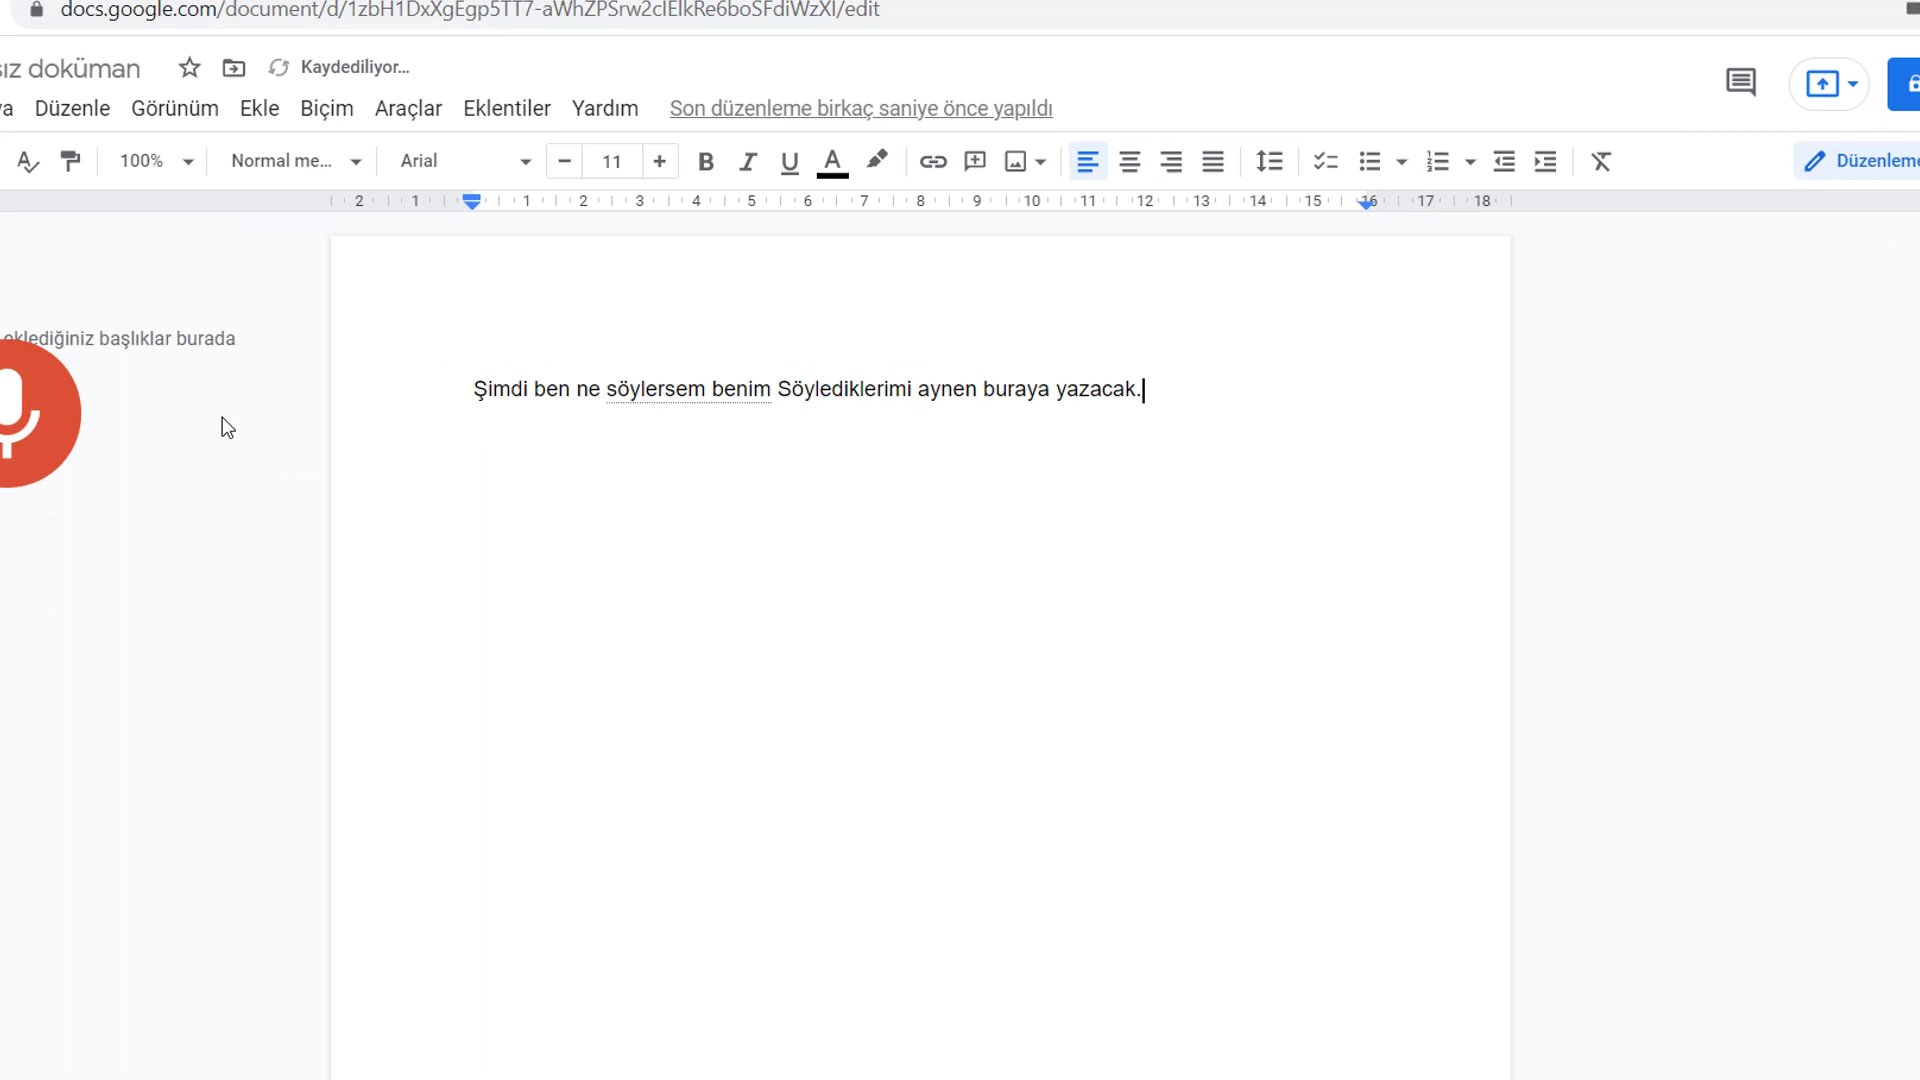 docs.google.com/document/d/1zbH1DxXgEgp5TT7-aWhZPSrw2cIElkRe6boSFdiWzXI/edit
sız doküman Kaydediliyor...
Düzenle Görünüm Ekle Biçim Araçlar Eklentiler Yardım Son düzenleme birkaç saniye önce yapıldı
100% Normal me... Arial 11 Düzenleme
2 1 1 2 3 4 5 6 7 8 9 10 11 12 13 14 15 16 17 18
eklediğiniz başlıklar burada
Şimdi ben ne söylersem benim Söylediklerimi aynen buraya yazacak.